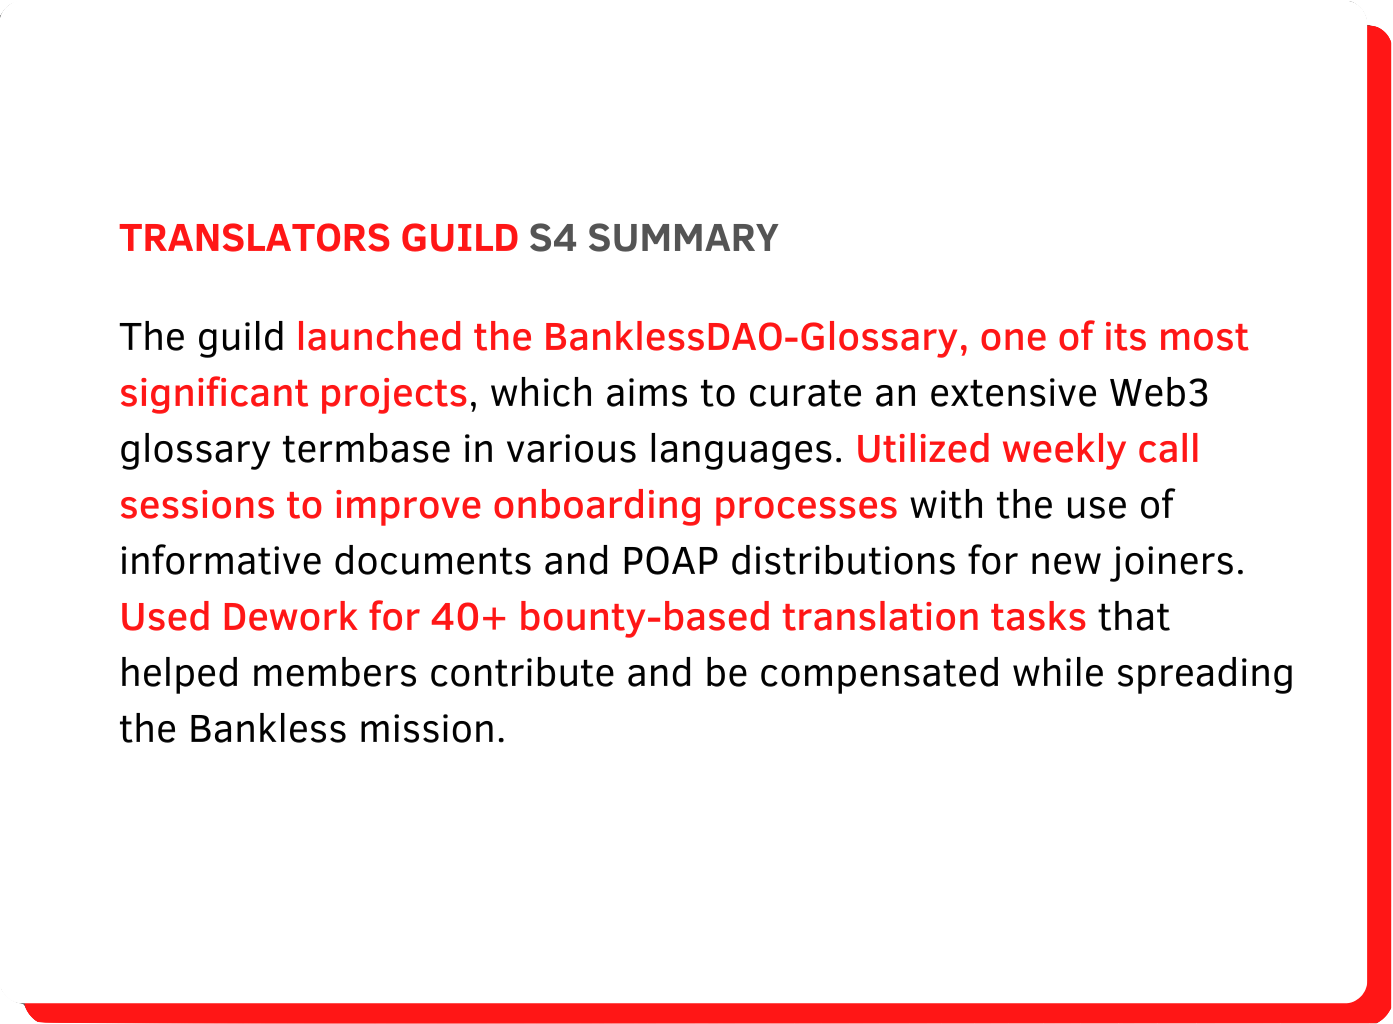 TRANSLATORS GUILD S4 SUMMARY
The guild launched the BanklessDAO-Glossary, one of its most
significant projects, which aims to curate an extensive Web3
glossary termbase in various languages. Utilized weekly call
sessions to improve onboarding processes with the use of
informative documents and POAP distributions for new joiners.
Used Dework for 40+ bounty-based translation tasks that
helped members contribute and be compensated while spreading
the Bankless mission.